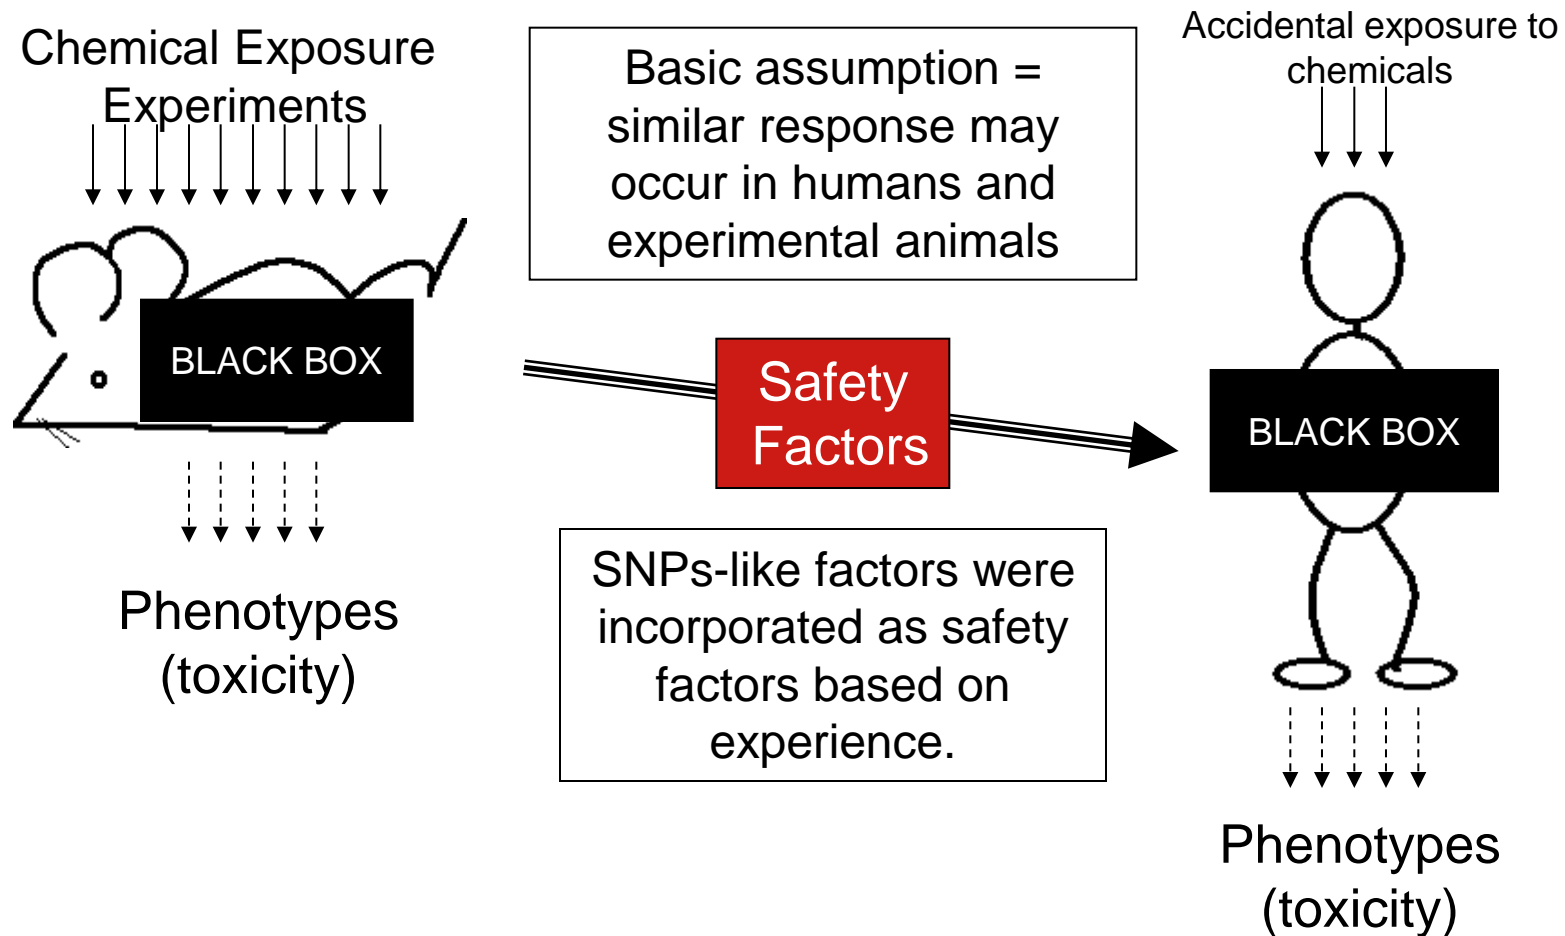 Chemical Exposure
Experiments
BLACK BOX
Phenotypes
(toxicity)
Basic assumption =
similar response may
occur in humans and
experimental animals
Safety
Factors
SNPs-like factors were
incorporated as safety
factors based on
experience.
Accidental exposure to
chemicals
BLACK BOX
Phenotypes
(toxicity)